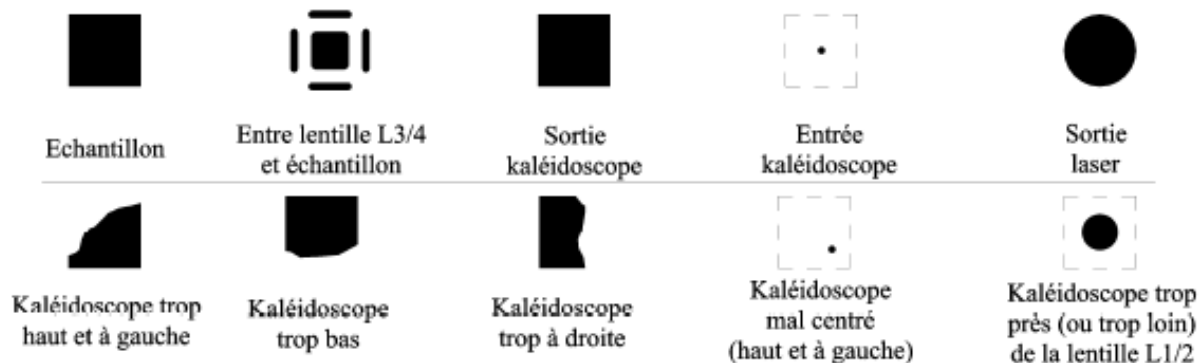 Echantillon
Entre lentille L3/4
et échantillon
Sortie
kaléidoscope
Entrée
kaléidoscope
Sortie
laser
Kaléidoscope trop
haut et à gauche
Kaléidoscope
trop bas
Kaléidoscope
trop à droite
Kaléidoscope
mal centré
(haut et à gauche)
Kaléidoscope trop
près (ou trop loin)
de la lentille L1/2